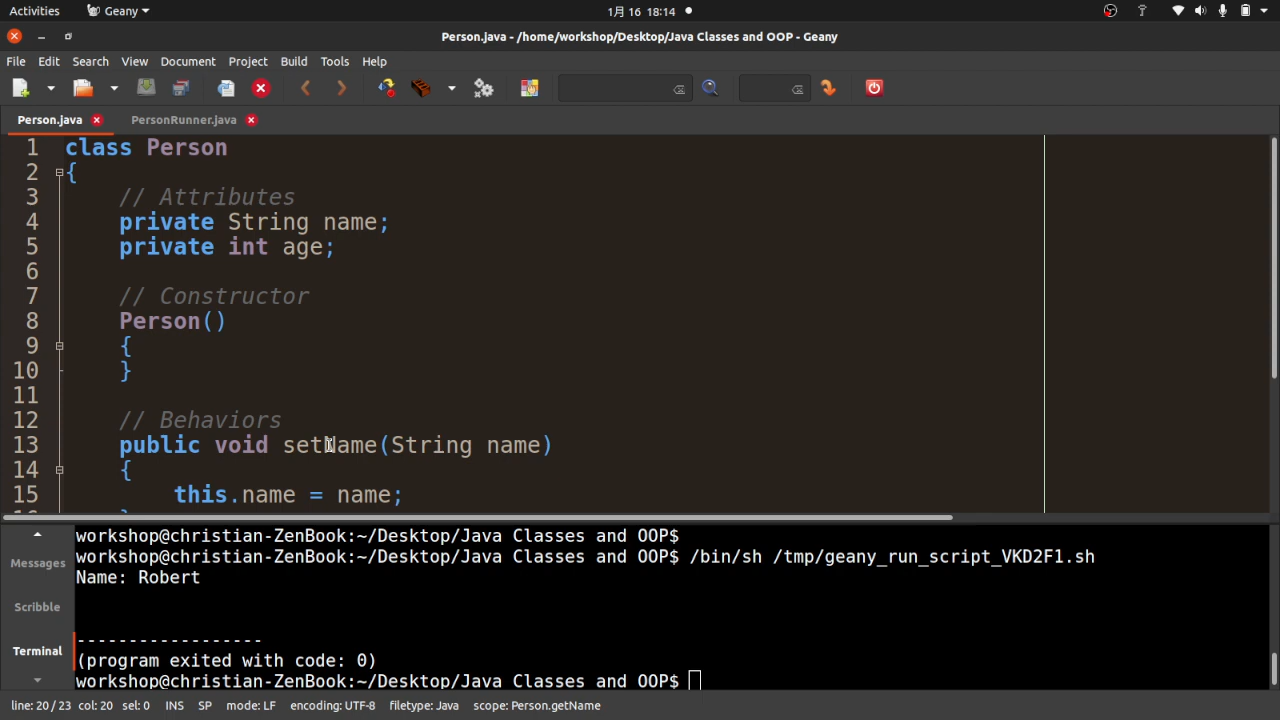 Activities Geany 1月 16 18:14
Person.java - /home/workshop/Desktop/Java Classes and OOP - Geany
File Edit Search View Document Project Build Tools Help
Person.java PersonRunner.java
1 class Person
2 {
3 // Attributes
4 private String name;
5 private int age;
6
7 // Constructor
8 Person()
9 {
10 }
11
12 // Behaviors
13 public void setName(String name)
14 {
15 this.name = name;
workshop@christian-ZenBook:~/Desktop/Java Classes and OOP$
workshop@christian-ZenBook:~/Desktop/Java Classes and OOP$ /bin/sh /tmp/geany_run_script_VKD2F1.sh
Messages
Name: Robert
Scribble
------------------
Terminal
(program exited with code: 0)
workshop@christian-ZenBook:~/Desktop/Java Classes and OOP$
line: 20 / 23 col: 20 sel: 0 INS SP mode: LF encoding: UTF-8 filetype: Java scope: Person.getName